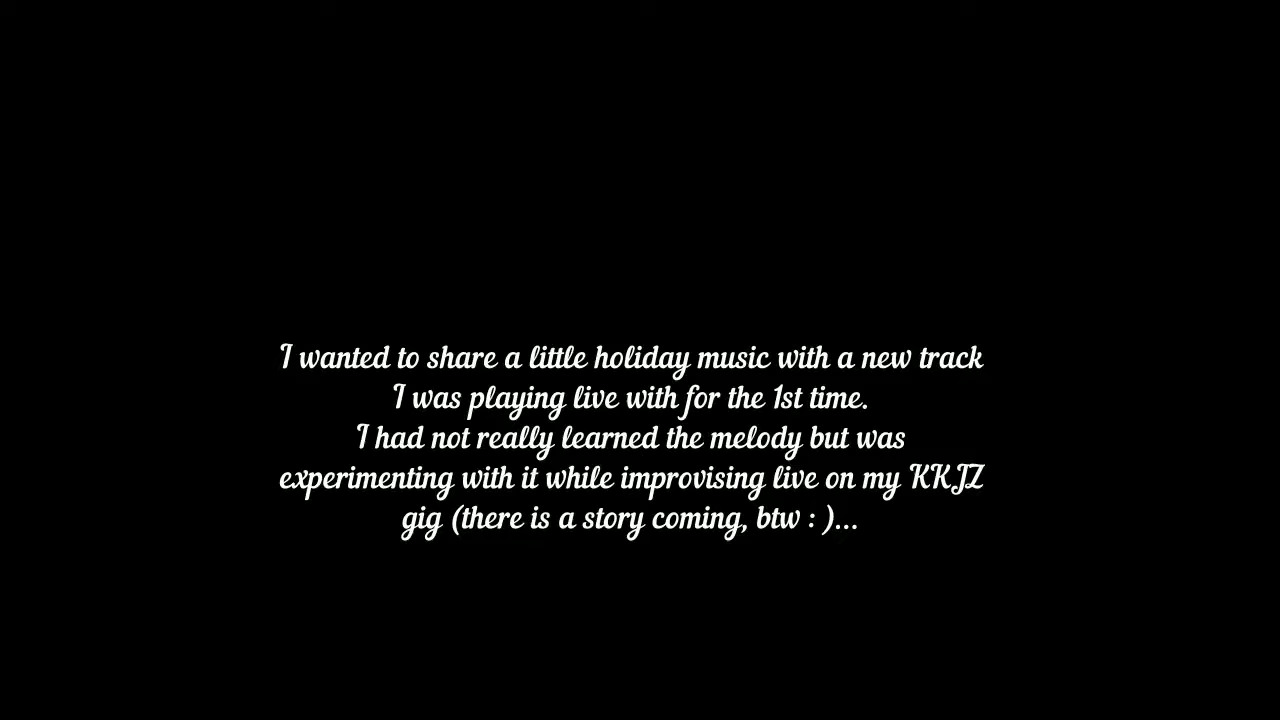 I wanted to share a little holiday music with a new track
I was playing live with for the 1st time.
I had not really learned the melody but was
experimenting with it while improvising live on my KKJZ
gig (there is a story coming, btw : )...